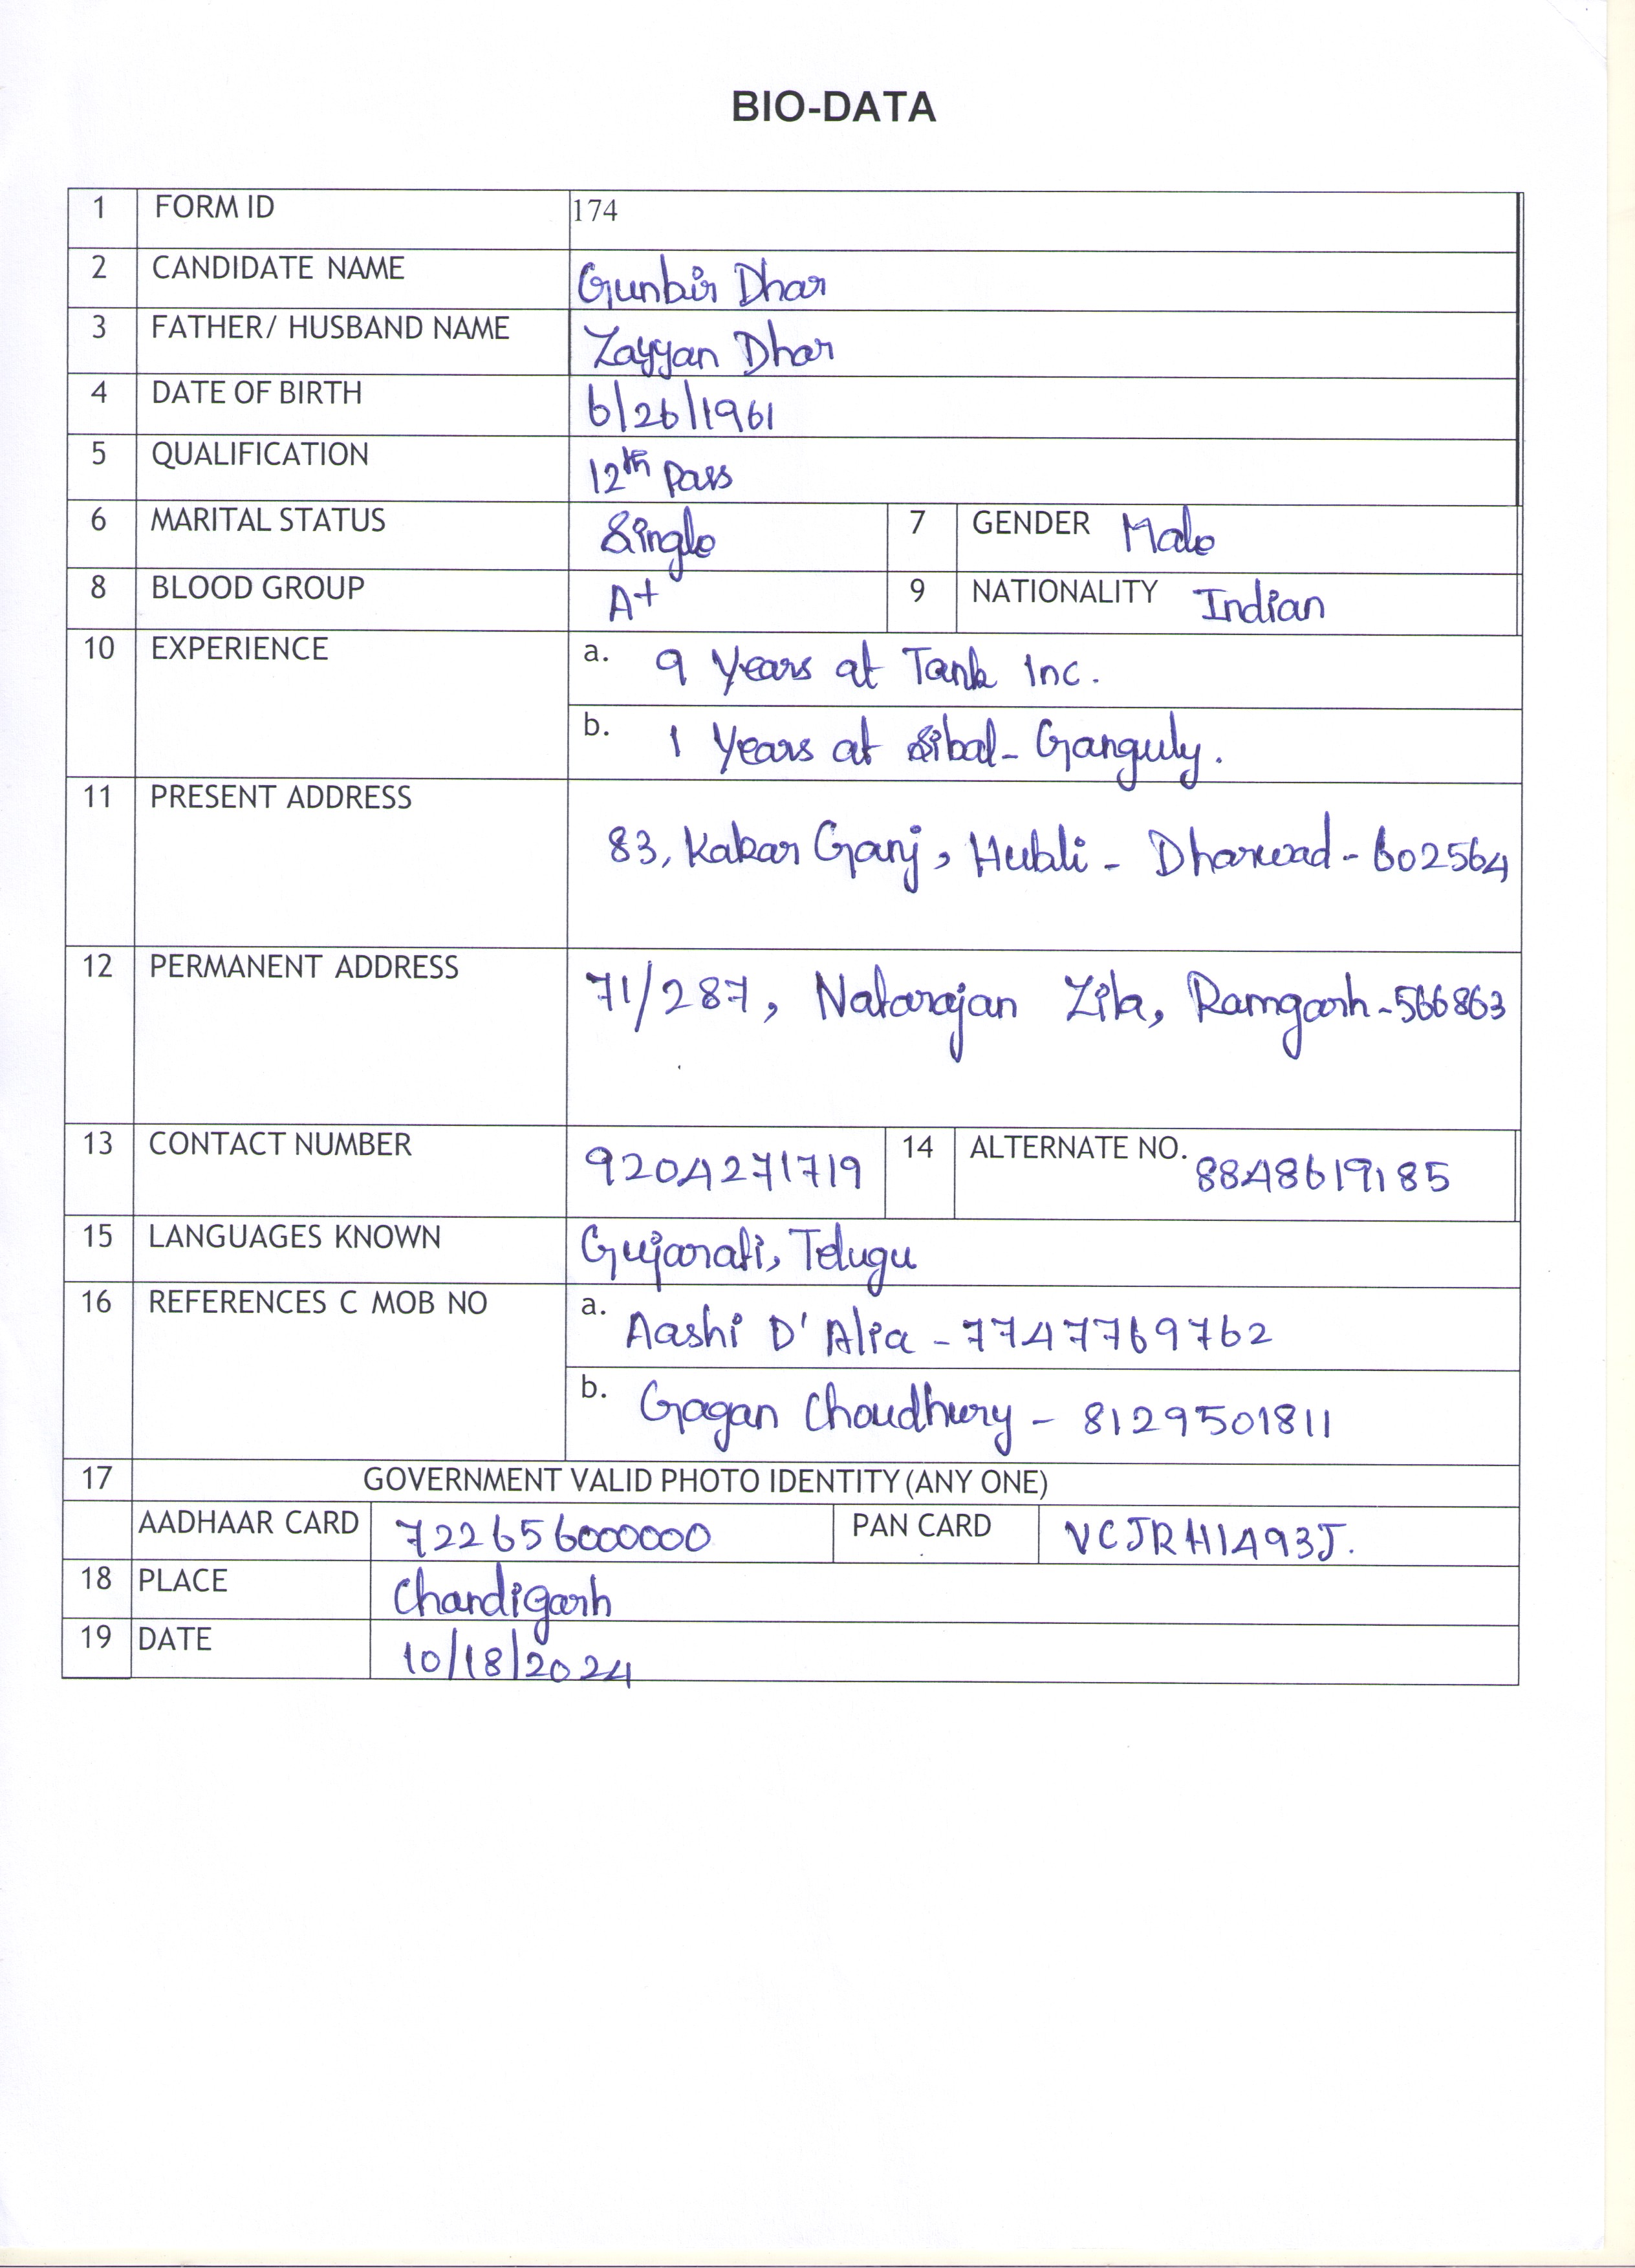 BIO-DATA
1 FORM ID 174
2 CANDIDATE NAME Gunbir Dhar
3 FATHER/ HUSBAND NAME Zayyan Dhar
4 DATE OF BIRTH 6/26/1961
5 QUALIFICATION 12th pass
6 MARITAL STATUS Single 7 GENDER Male
8 BLOOD GROUP A+ 9 NATIONALITY Indian
10 EXPERIENCE a. 9 Years at Tank Inc.
b. 1 Years at Sibal- Ganguly.
11 PRESENT ADDRESS
83, Kakar Ganj, Hubli - Dharwad - 602564
12 PERMANENT ADDRESS 71/287, Natarajan Zila, Ramgarh - 566863
13 CONTACT NUMBER 9204271719 14 ALTERNATE NO. 8848619185
15 LANGUAGES KNOWN Gujarati, Telugu
16 REFERENCES C MOB NO a. Aashi D' Alia - 7747769762
b. Gagan Choudhury - 8129501811
17 GOVERNMENT VALID PHOTO IDENTITY (ANY ONE)
AADHAAR CARD 722656000000 PAN CARD VCJRH1493J.
18 PLACE Chandigarh
19 DATE 10/18/2024